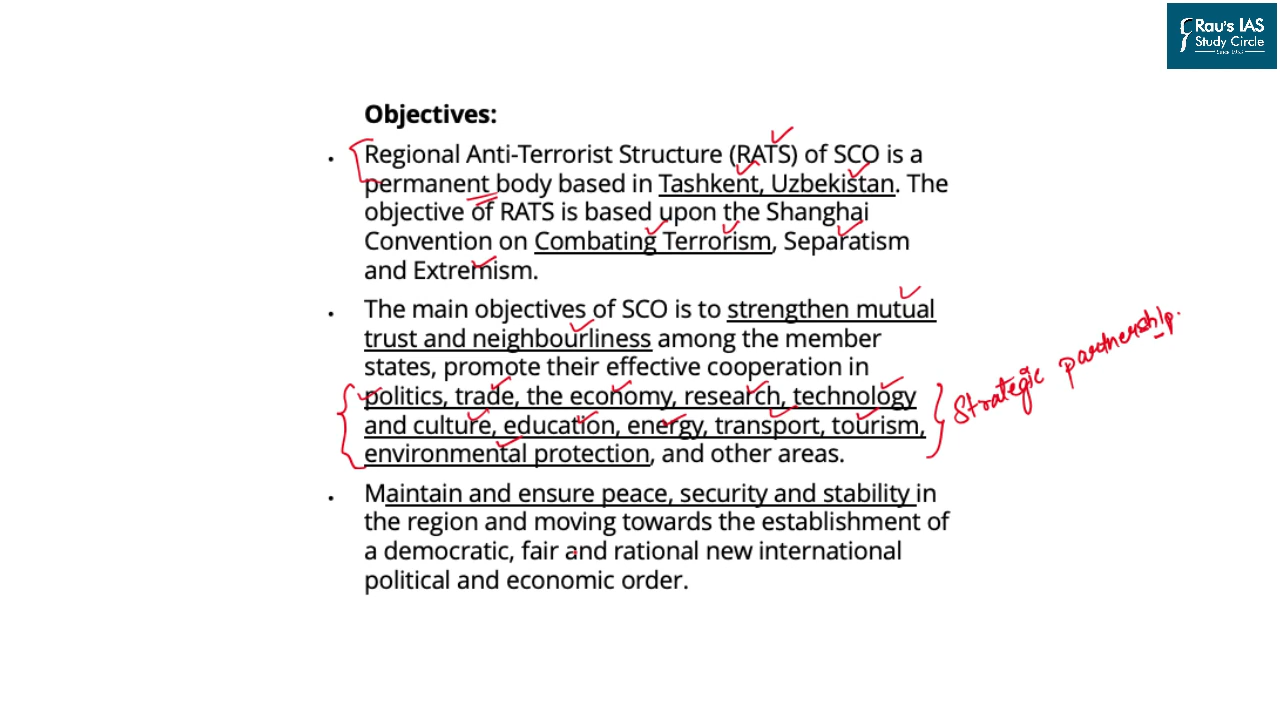 Rau's IAS
Study Circle
Objectives:
• Regional Anti-Terrorist Structure (RATS) of SCO is a
permanent body based in Tashkent, Uzbekistan. The
objective of RATS is based upon the Shanghai
Convention on Combating Terrorism, Separatism
and Extremism.
• The main objectives of SCO is to strengthen mutual
trust and neighbourliness among the member
states, promote their effective cooperation in
politics, trade, the economy, research, technology
and culture, education, energy, transport, tourism,
environmental protection, and other areas.
Strategic partnership.
• Maintain and ensure peace, security and stability in
the region and moving towards the establishment of
a democratic, fair and rational new international
political and economic order.